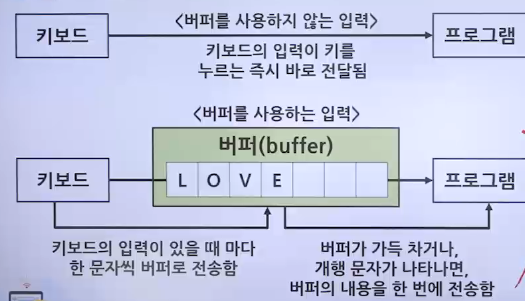 <버퍼를 사용하지 않는 입력>
키보드
프로그램
키보드의 입력이 키를
누르는 즉시 바로 전달됨
<버퍼를 사용하는 입력>
버퍼(buffer)
키보드
L O V E
프로그램
키보드의 입력이 있을 때 마다
한 문자씩 버퍼로 전송함
버퍼가 가득 차거나,
개행 문자가 나타나면,
버퍼의 내용을 한 번에 전송함